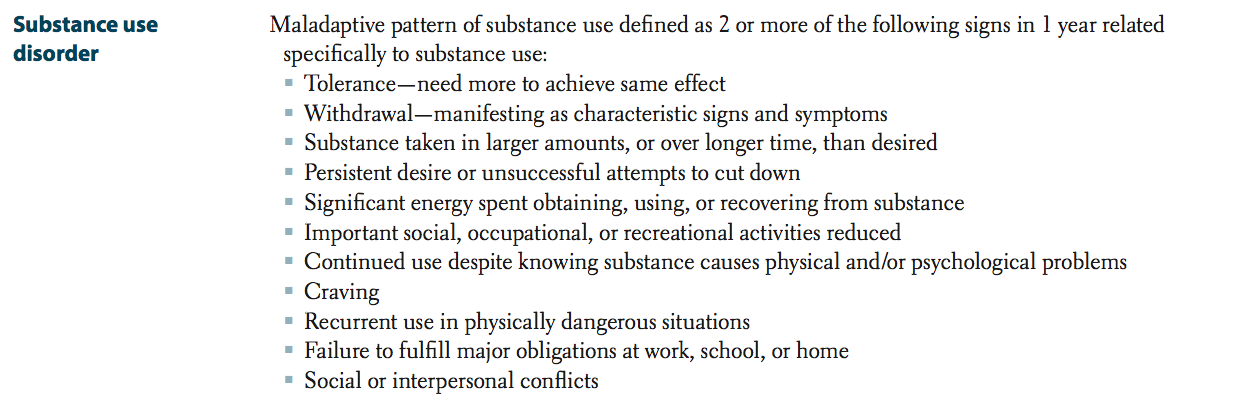 Substance use
disorder
Maladaptive pattern of substance use defined as 2 or more of the following signs in 1 year related
specifically to substance use:
▪ Tolerance—need more to achieve same effect
▪ Withdrawal—manifesting as characteristic signs and symptoms
▪ Substance taken in larger amounts, or over longer time, than desired
▪ Persistent desire or unsuccessful attempts to cut down
▪ Significant energy spent obtaining, using, or recovering from substance
▪ Important social, occupational, or recreational activities reduced
▪ Continued use despite knowing substance causes physical and/or psychological problems
▪ Craving
▪ Recurrent use in physically dangerous situations
▪ Failure to fulfill major obligations at work, school, or home
▪ Social or interpersonal conflicts